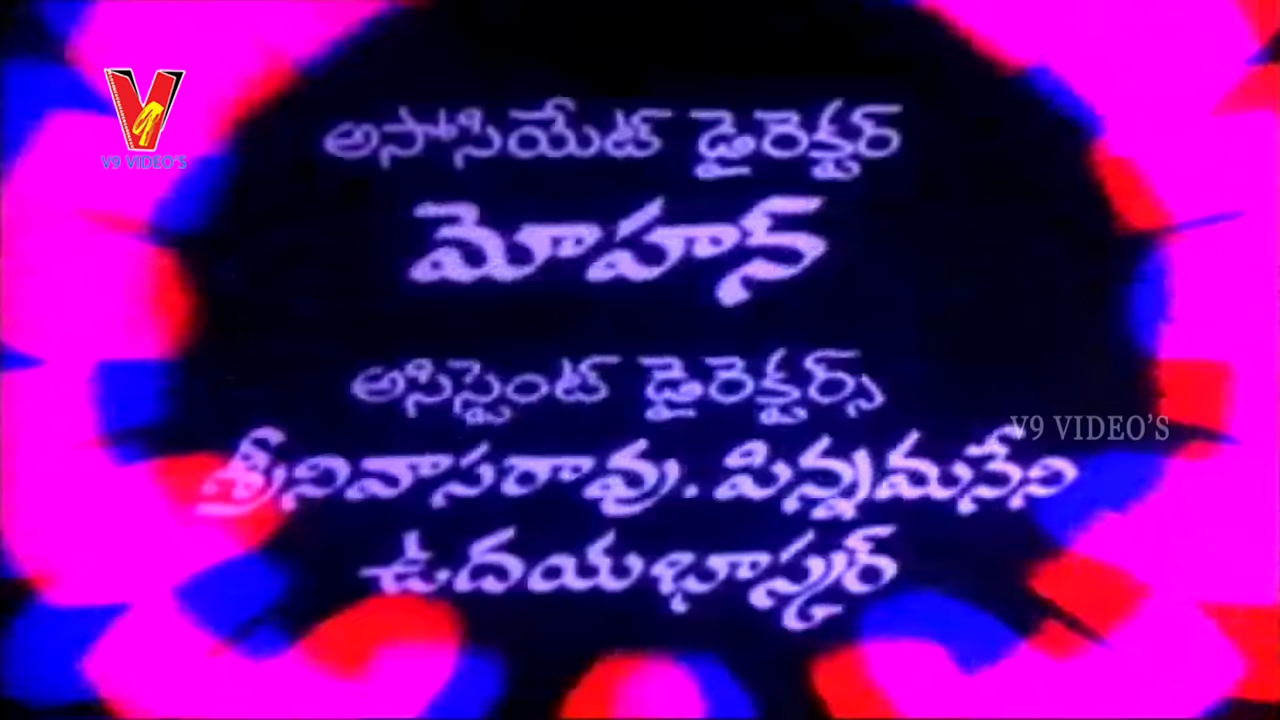 V9 VIDEO'S
అసోసియేట్ డైరెక్టర్
మోహన్
అసిస్టెంట్ డైరెక్టర్స్
V9 VIDEO'S
శ్రీనివాసరావు. పిన్నమనేని
ఉదయభాస్కర్